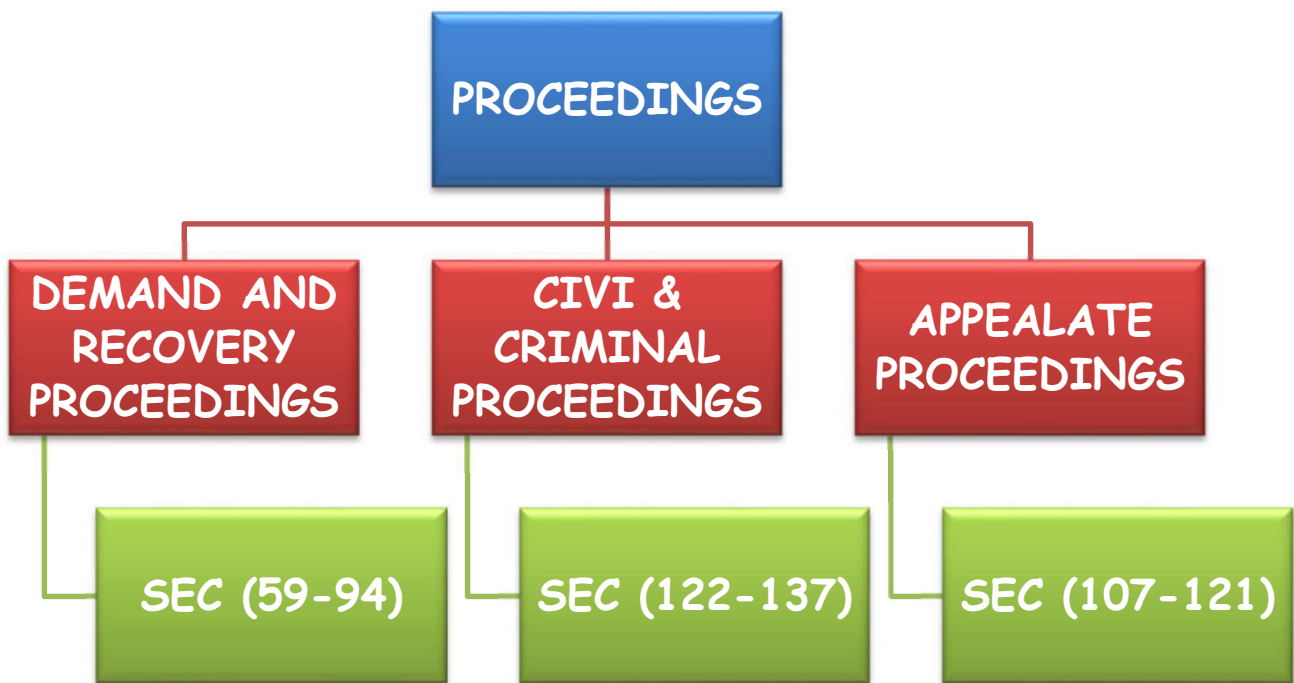 PROCEEDINGS
DEMAND AND
RECOVERY
PROCEEDINGS
CIVI &
CRIMINAL
PROCEEDINGS
APPEALATE
PROCEEDINGS
SEC (59-94)
SEC (122-137)
SEC (107-121)